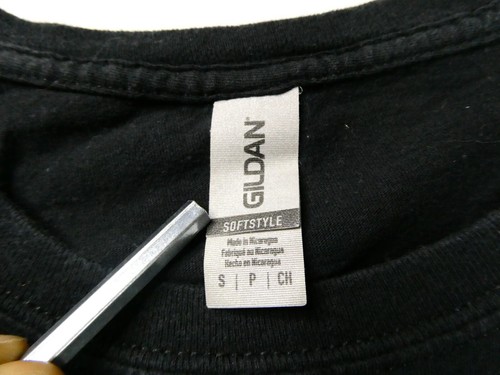 GILDAN
SOFTSTYLE
Made in Nicaragua
Fabriqué au Nicaragua
Hecho en Nicaragua
S | P | CH